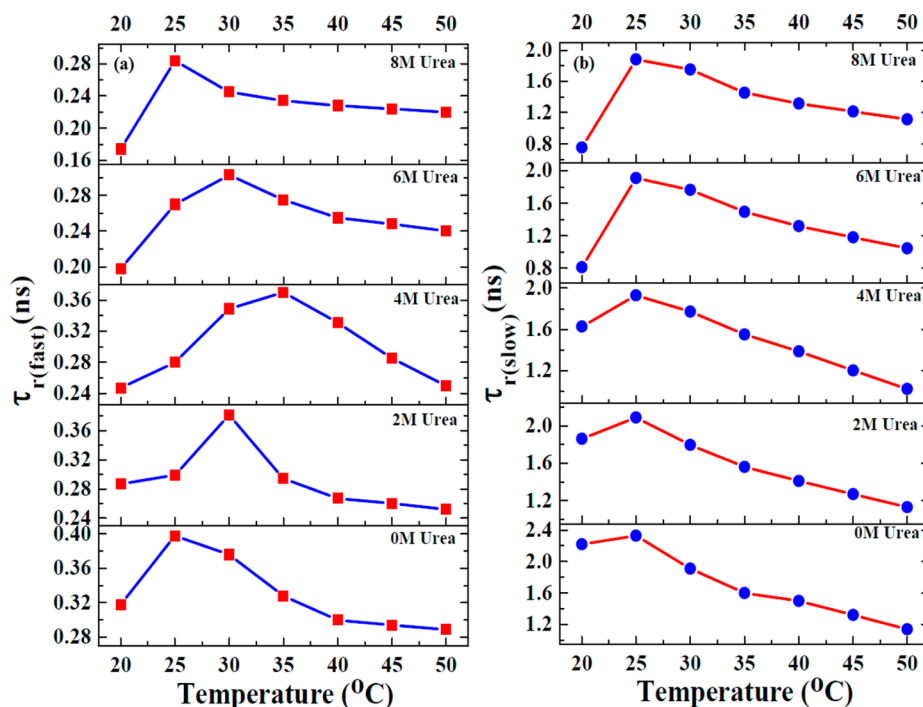 20 25 30 35 40 45 50
(a)
8M Urea
0.28
0.24
0.20
0.16
6M Urea
0.28
0.24
0.20
4M Urea
0.36
0.32
0.28
0.24
2M Urea
0.36
0.32
0.28
0.24
0M Urea
0.40
0.36
0.32
0.28
τr(fast)(ns)
20 25 30 35 40 45 50
Temperature (°C)
20 25 30 35 40 45 50
(b)
8M Urea
2.0
1.6
1.2
0.8
6M Urea
2.0
1.6
1.2
0.8
4M Urea
2.0
1.6
1.2
2M Urea
2.0
1.6
1.2
0M Urea
2.4
2.0
1.6
1.2
τr(slow)(ns)
20 25 30 35 40 45 50
Temperature (°C)